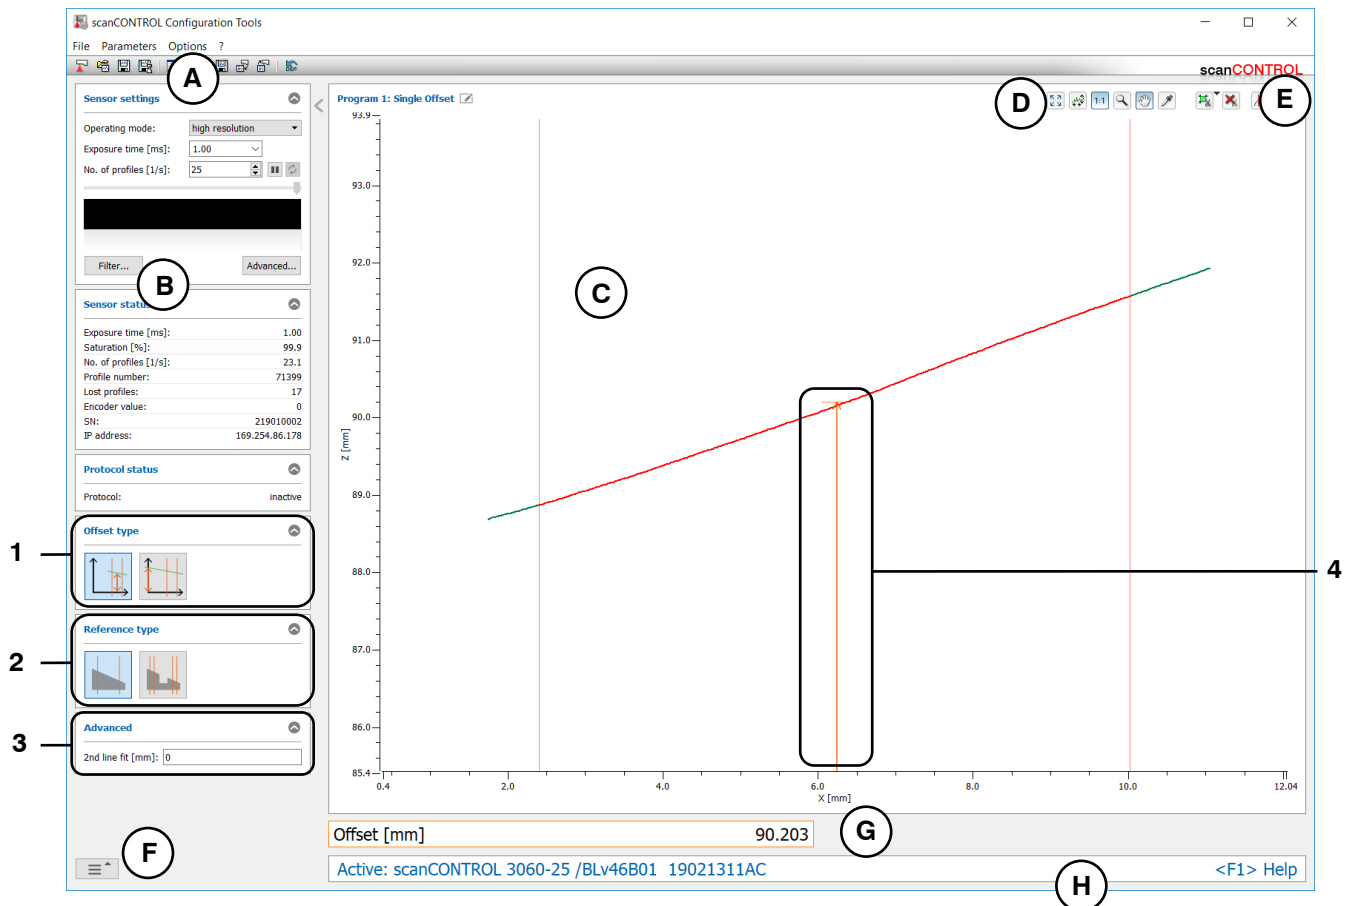 scanCONTROL Configuration Tools
File Parameters Options ?
A
scanCONTROL
Sensor settings
Operating mode: high resolution
Exposure time [ms]: 1.00
No. of profiles [1/s]: 25
Filter... Advanced...
B
Sensor status
Exposure time [ms]: 1.00
Saturation [%]: 99.9
No. of profiles [1/s]: 23.1
Profile number: 71399
Lost profiles: 17
Encoder value: 0
SN: 219010002
IP address: 169.254.86.178
Protocol status
Protocol: inactive
1
Offset type
2
Reference type
3
Advanced
2nd line fit [mm]: 0
F
Program 1: Single Offset
D
1:1
E
93.9
93.0
92.0
91.0
90.0
89.0
88.0
87.0
86.0
85.4
Z [mm]
C
4
0.4 2.0 4.0 6.0 8.0 10.0 12.04
X [mm]
Offset [mm] 90.203
G
Active: scanCONTROL 3060-25 /BLv46B01 19021311AC
<F1> Help
H